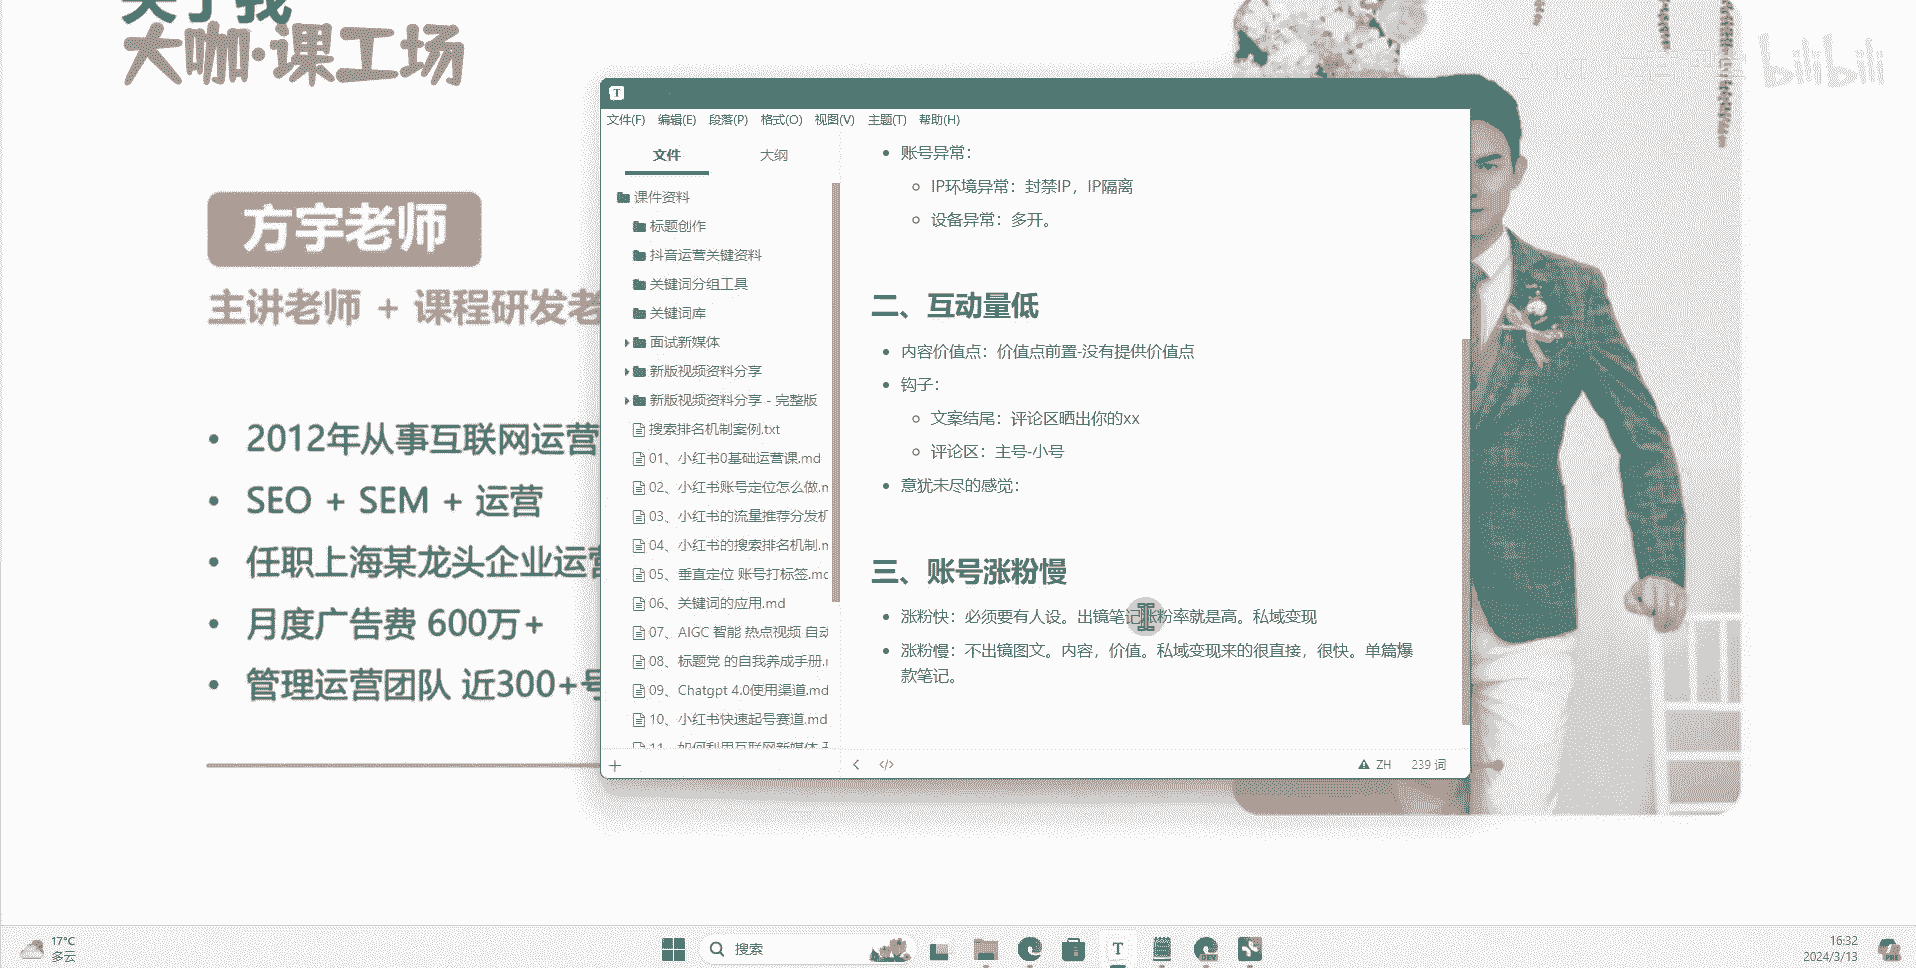 大咖·课工场
bilibili
方宇老师
主讲老师 + 课程研发老
2012年从事互联网运营
SEO + SEM + 运营
任职上海某龙头企业运营
月度广告费 600万+
管理运营团队 近300+号
T
文件(F) 编辑(E) 段落(P) 格式(O) 视图(V) 主题(T) 帮助(H)
文件 大纲
课件资料
标题创作
抖音运营关键资料
关键词分组工具
关键词库
面试新媒体
新版视频资料分享
新版视频资料分享 - 完整版
搜索排名机制案例.txt
01、小红书0基础运营课.md
02、小红书账号定位怎么做.m
03、小红书的流量推荐分发机
04、小红书的搜索排名机制.m
05、垂直定位 账号打标签.md
06、关键词的应用.md
07、AIGC 智能 热点视频 自动
08、标题党 的自我养成手册.m
09、Chatgpt 4.0使用渠道.md
10、小红书快速起号赛道.md
11、如何利用互联网新媒体
账号异常：
IP环境异常：封禁IP，IP隔离
设备异常：多开。
二、互动量低
内容价值点：价值点前置-没有提供价值点
钩子：
文案结尾：评论区晒出你的xx
评论区：主号-小号
意犹未尽的感觉：
三、账号涨粉慢
涨粉快：必须要有人设。出镜笔记涨粉率就是高。私域变现
涨粉慢：不出镜图文。内容，价值。私域变现来的很直接，很快。单篇爆
款笔记。
ZH 239 词
17°C
多云
搜索
T
DEV
16:32
2024/3/13
PRE